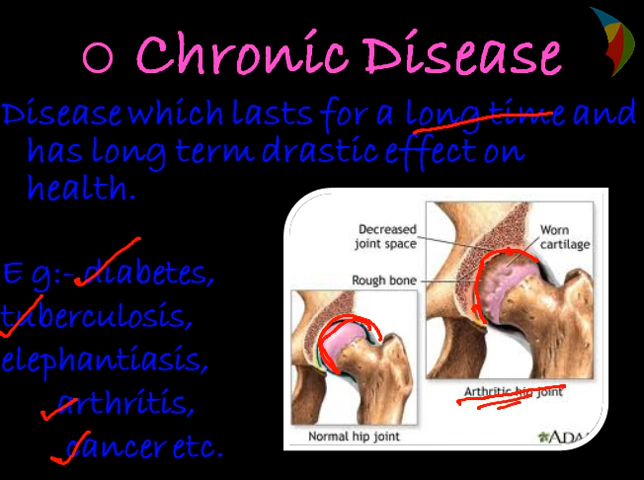 O Chronic Disease
Disease which lasts for a long time and
has long term drastic effect on
health.
E g:- diabetes,
tuberculosis,
elephantiasis,
arthritis,
cancer etc.
Decreased
joint space
Worn
cartilage
Rough bone
Arthritic hip joint
Normal hip joint
ADA